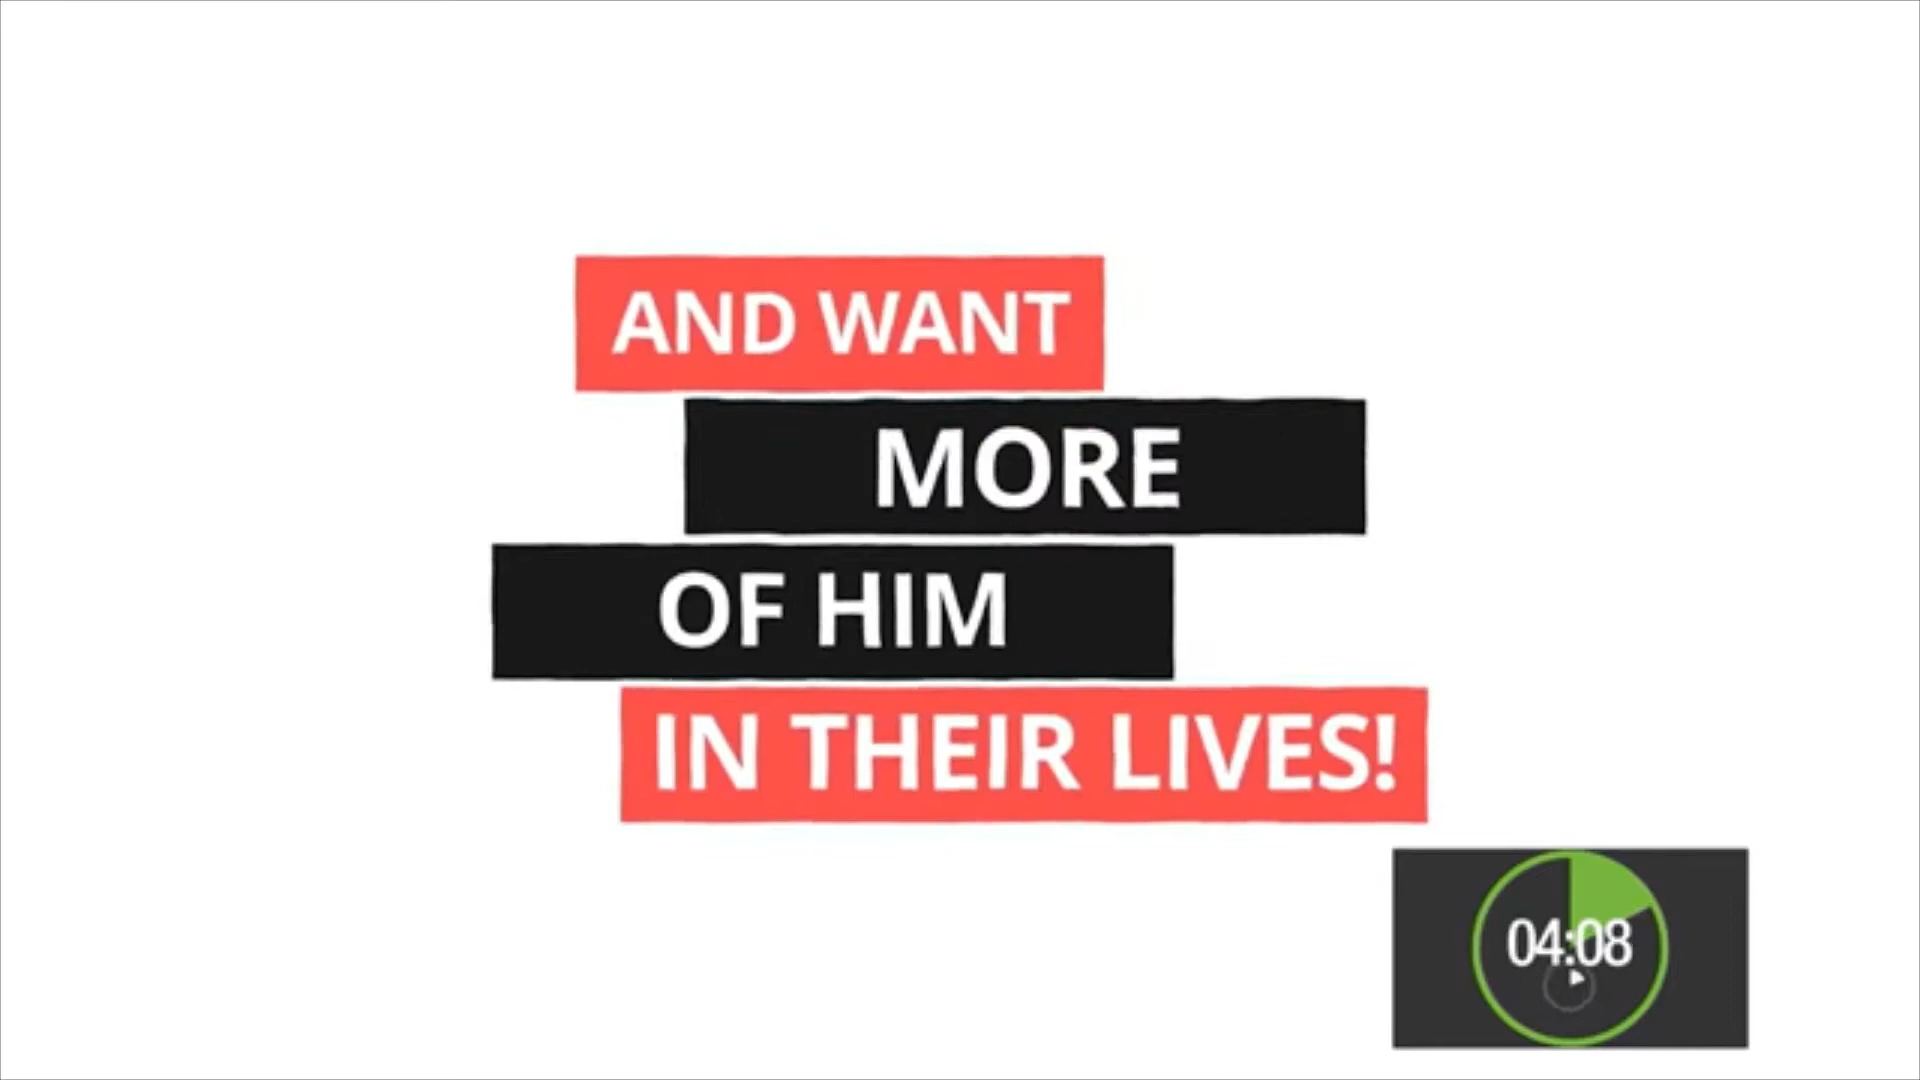 AND WANT
MORE
OF HIM
IN THEIR LIVES!
04:08